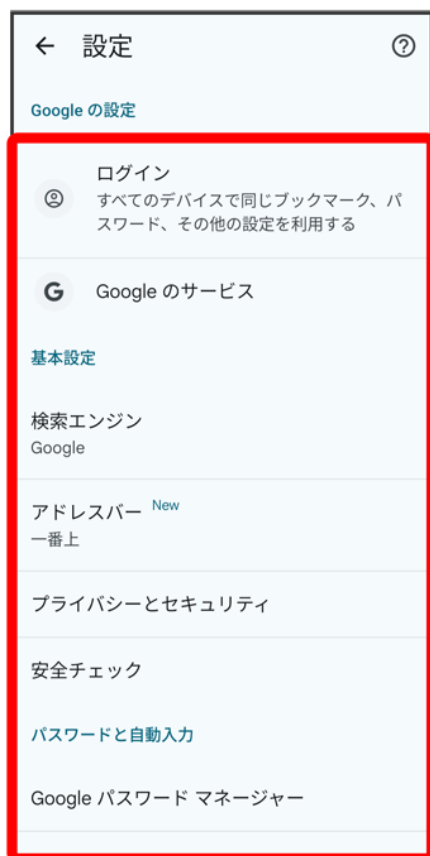 設定
Google の設定
ログイン
すべてのデバイスで同じブックマーク、パ
スワード、その他の設定を利用する
G Google のサービス
基本設定
検索エンジン
Google
アドレスバー New
一番上
プライバシーとセキュリティ
安全チェック
パスワードと自動入力
Google パスワード マネージャー